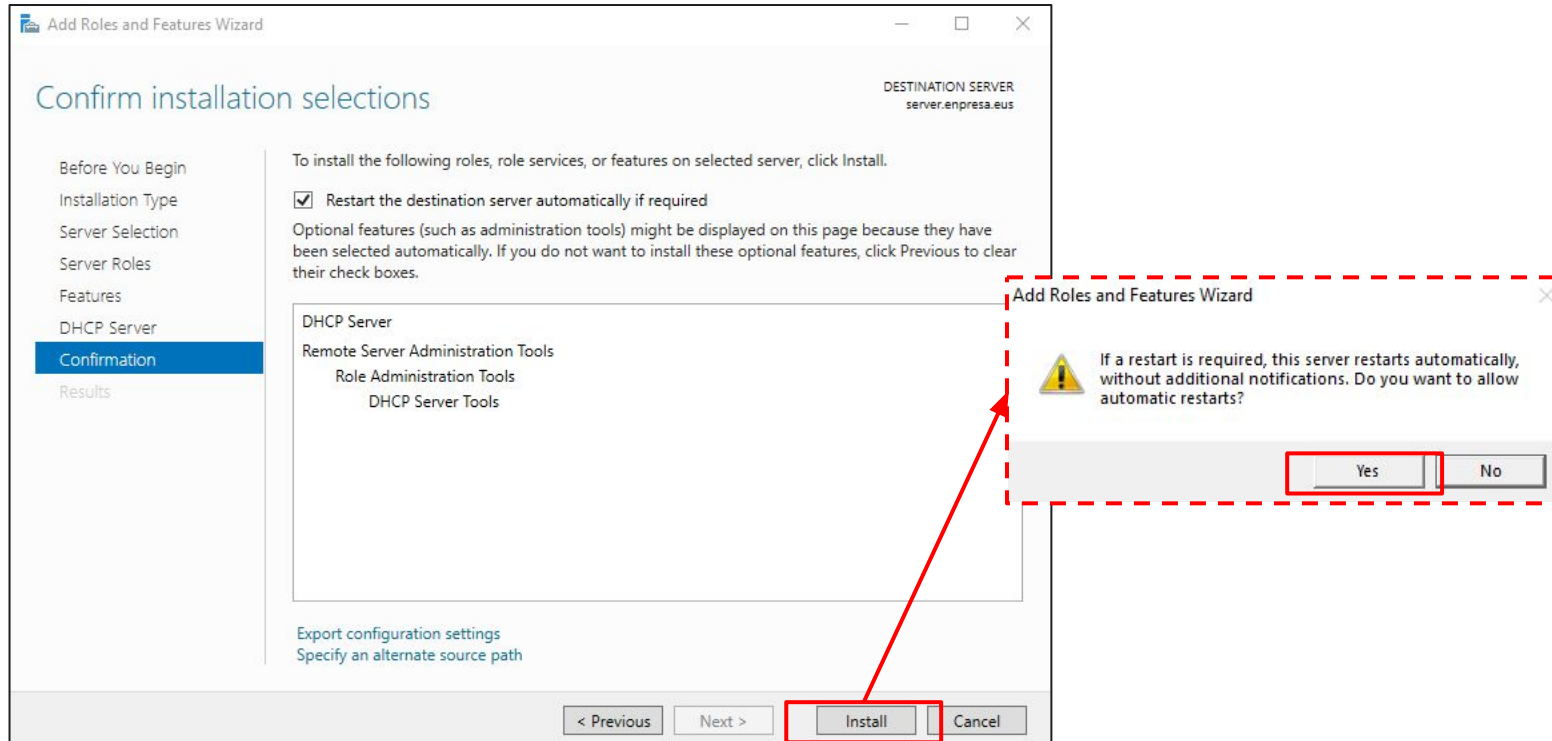 Add Roles and Features Wizard
Confirm installation selections
DESTINATION SERVER
server.enpresa.eus
Before You Begin
Installation Type
Server Selection
Server Roles
Features
DHCP Server
Confirmation
Results
To install the following roles, role services, or features on selected server, click Install.
Restart the destination server automatically if required
Optional features (such as administration tools) might be displayed on this page because they have
been selected automatically. If you do not want to install these optional features, click Previous to clear
their check boxes.
DHCP Server
Remote Server Administration Tools
Role Administration Tools
DHCP Server Tools
Export configuration settings
Specify an alternate source path
< Previous
Next >
Install
Cancel
Add Roles and Features Wizard
If a restart is required, this server restarts automatically,
without additional notifications. Do you want to allow
automatic restarts?
Yes
No